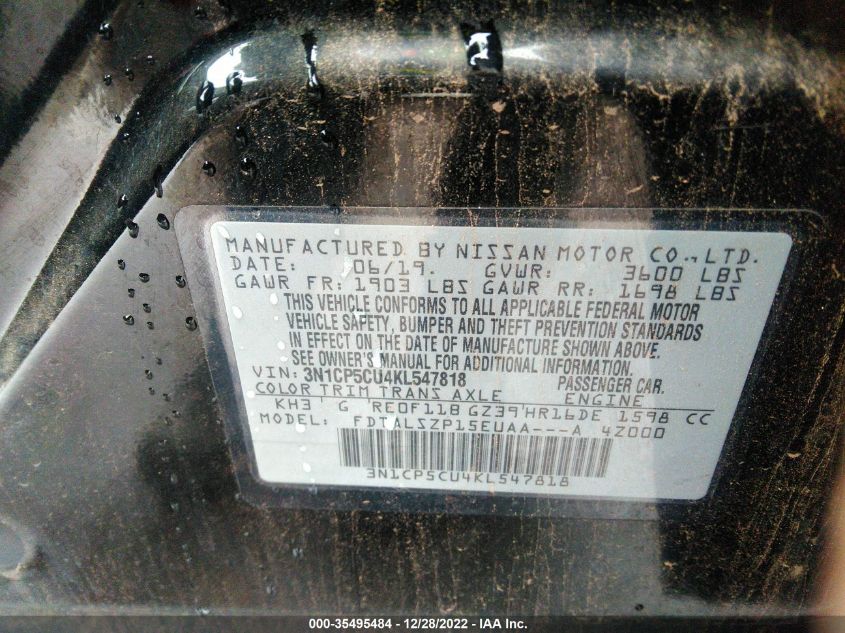 MANUFACTURED BY NISSAN MOTOR CO., LTD.
DATE: 06/19. GVWR: 3600 LBS
GAWR FR: 1903 LBS GAWR RR: 1698 LBS
THIS VEHICLE CONFORMS TO ALL APPLICABLE FEDERAL MOTOR
VEHICLE SAFETY, BUMPER AND THEFT PREVENTION STANDARDS
IN EFFECT ON THE DATE OF MANUFACTURE SHOWN ABOVE.
SEE OWNER'S MANUAL FOR ADDITIONAL INFORMATION.
VIN: 3N1CP5CU4KL547818 PASSENGER CAR.
COLOR TRIM TRANS AXLE ENGINE
KH3 G RE0F11B GZ39 HR16DE 1598 CC
MODEL: FDTALSZP15EUAA---A 4Z000
3N1CP5CU4KL547818
000-35495484 - 12/28/2022 - IAA Inc.